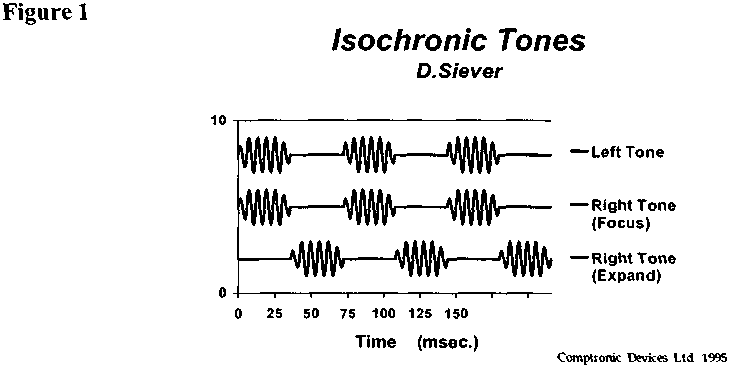 Figure 1
Isochronic Tones
D.Siever
10
Left Tone
Right Tone
(Focus)
Right Tone
(Expand)
0
0 25 50 75 100 125 150
Time (msec.)
Comptronic Devices Ltd 1995